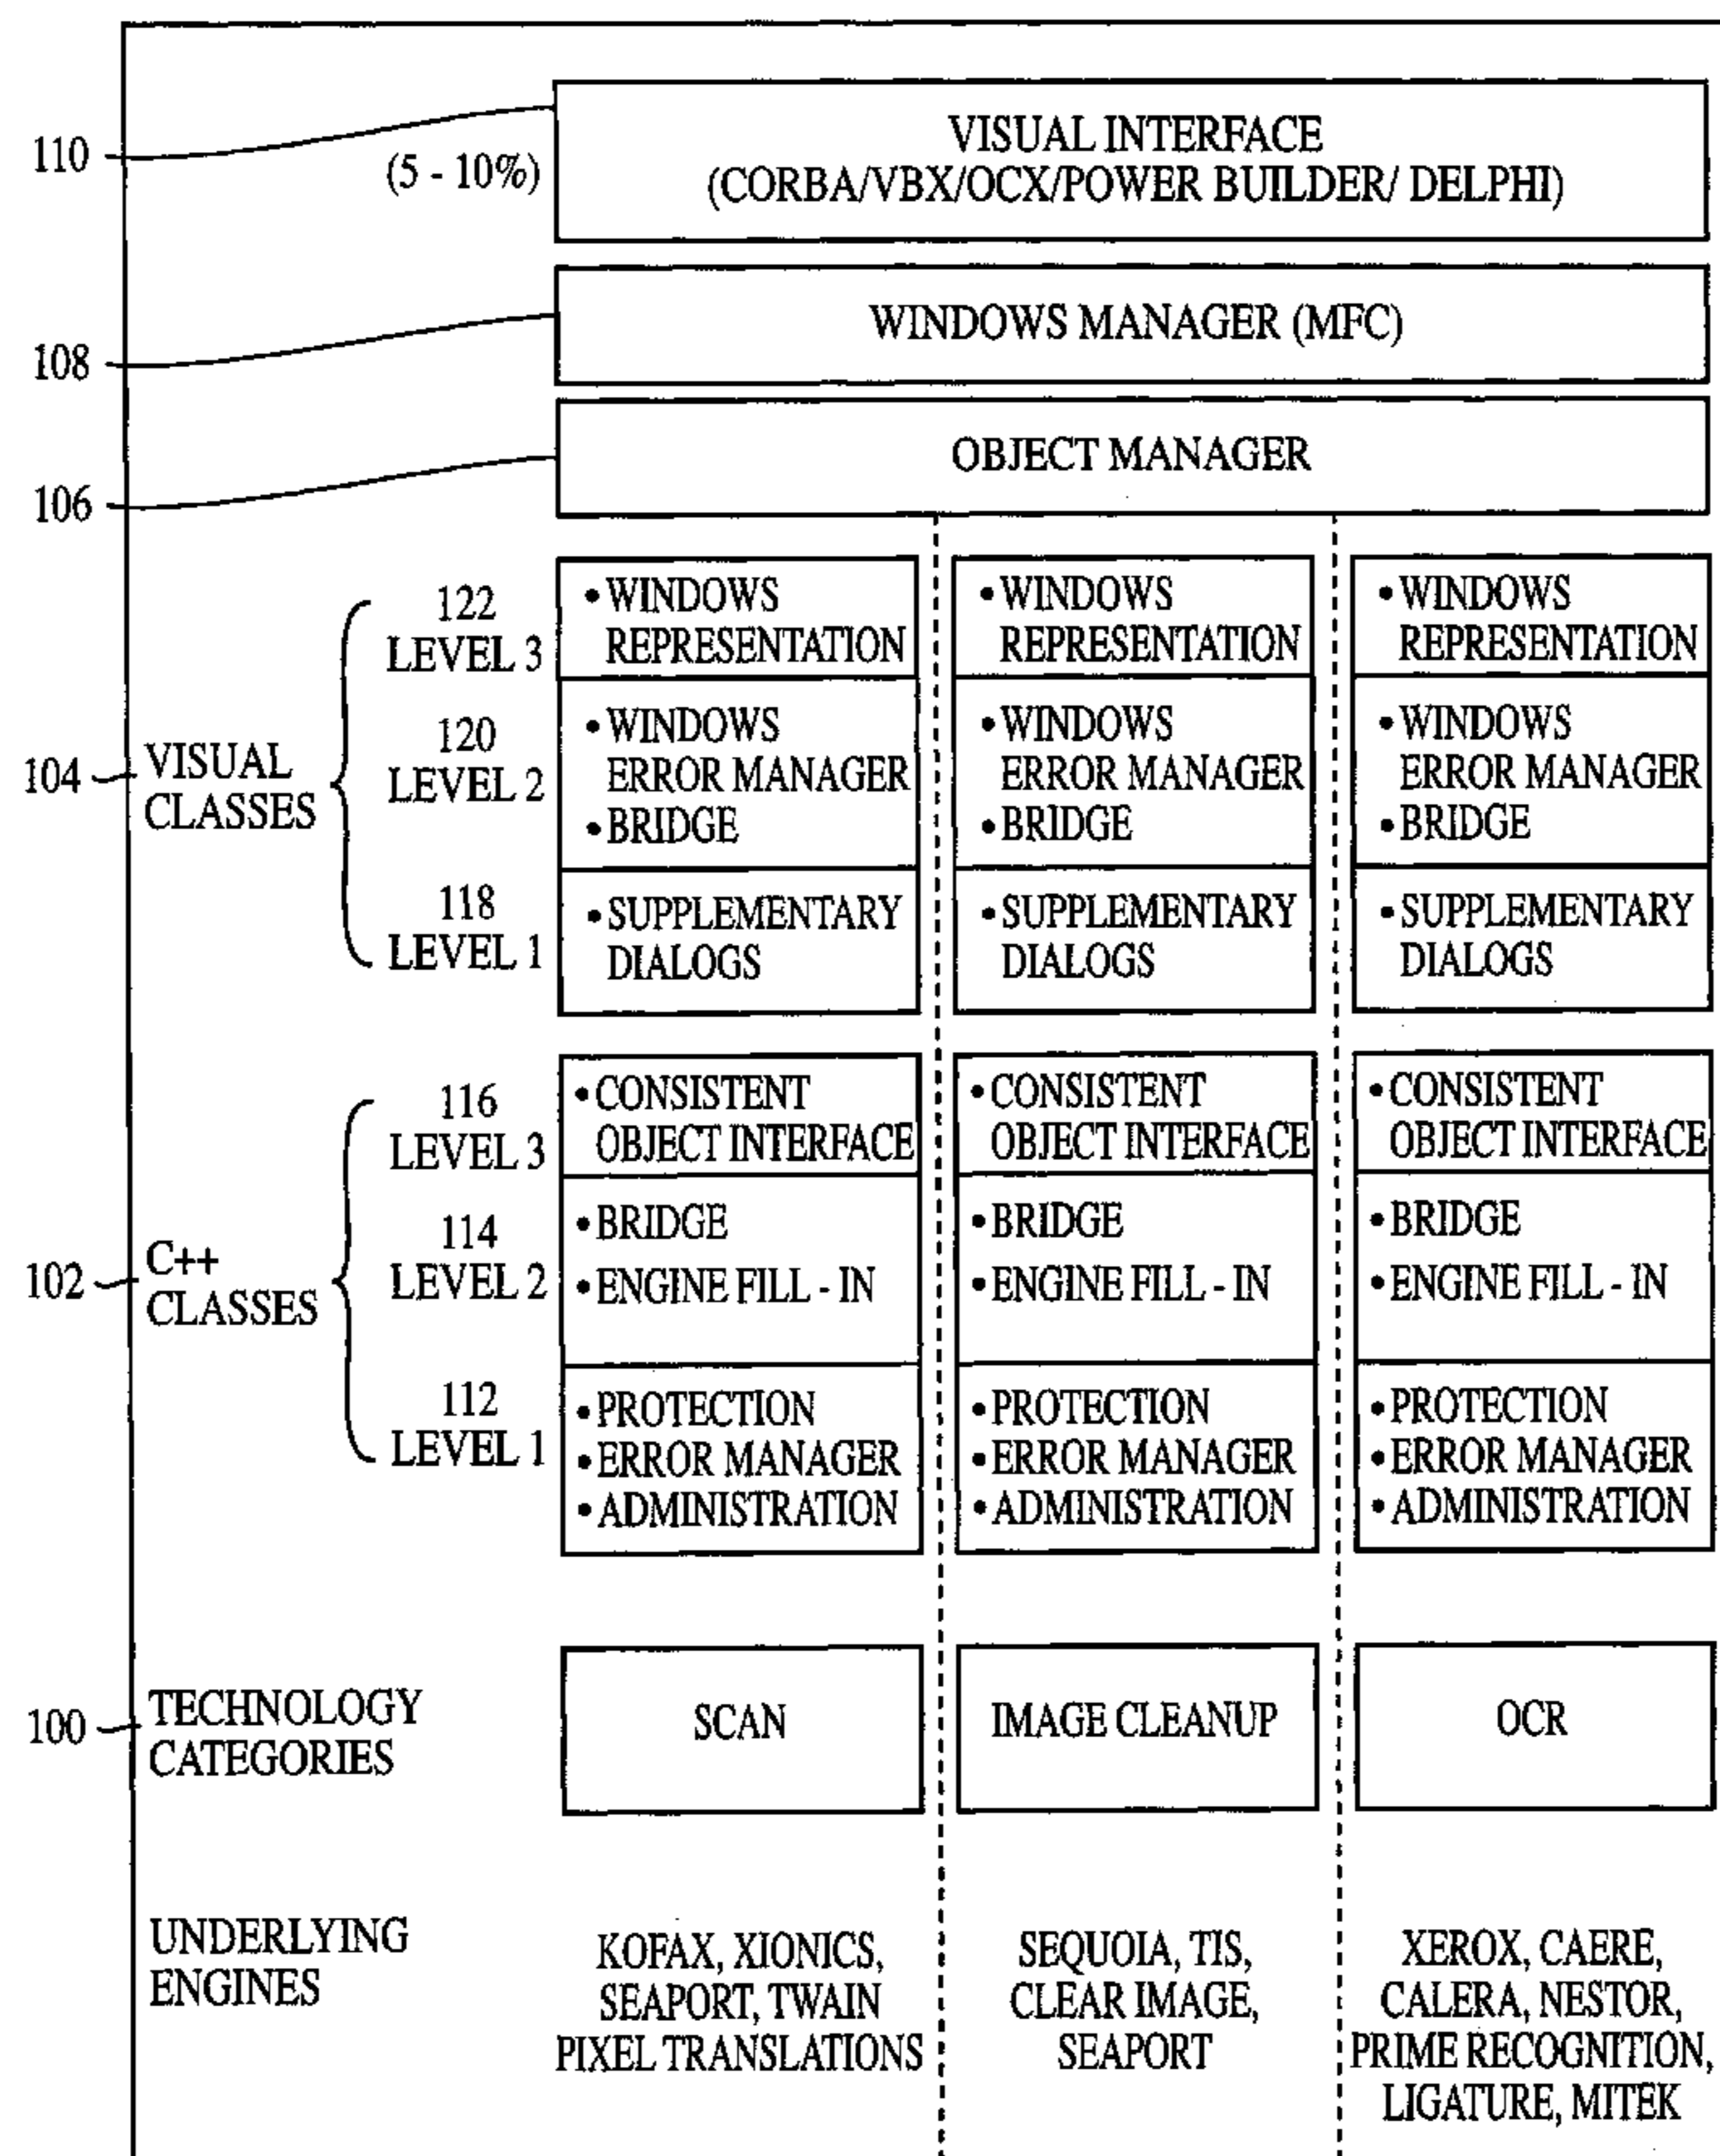 110
(5 - 10%)
VISUAL INTERFACE
(CORBA/VBX/OCX/POWER BUILDER/ DELPHI)
108
WINDOWS MANAGER (MFC)
106
OBJECT MANAGER
104
VISUAL
CLASSES
122
LEVEL 3
• WINDOWS
REPRESENTATION
• WINDOWS
REPRESENTATION
• WINDOWS
REPRESENTATION
120
LEVEL 2
• WINDOWS
ERROR MANAGER
• BRIDGE
• WINDOWS
ERROR MANAGER
• BRIDGE
• WINDOWS
ERROR MANAGER
• BRIDGE
118
LEVEL 1
• SUPPLEMENTARY
DIALOGS
• SUPPLEMENTARY
DIALOGS
• SUPPLEMENTARY
DIALOGS
102
C++
CLASSES
116
LEVEL 3
• CONSISTENT
OBJECT INTERFACE
• CONSISTENT
OBJECT INTERFACE
• CONSISTENT
OBJECT INTERFACE
114
LEVEL 2
• BRIDGE
• ENGINE FILL - IN
• BRIDGE
• ENGINE FILL - IN
• BRIDGE
• ENGINE FILL - IN
112
LEVEL 1
• PROTECTION
• ERROR MANAGER
• ADMINISTRATION
• PROTECTION
• ERROR MANAGER
• ADMINISTRATION
• PROTECTION
• ERROR MANAGER
• ADMINISTRATION
100
TECHNOLOGY
CATEGORIES
SCAN
IMAGE CLEANUP
OCR
UNDERLYING
ENGINES
KOFAX, XIONICS,
SEAPORT, TWAIN
PIXEL TRANSLATIONS
SEQUOIA, TIS,
CLEAR IMAGE,
SEAPORT
XEROX, CAERE,
CALERA, NESTOR,
PRIME RECOGNITION,
LIGATURE, MITEK